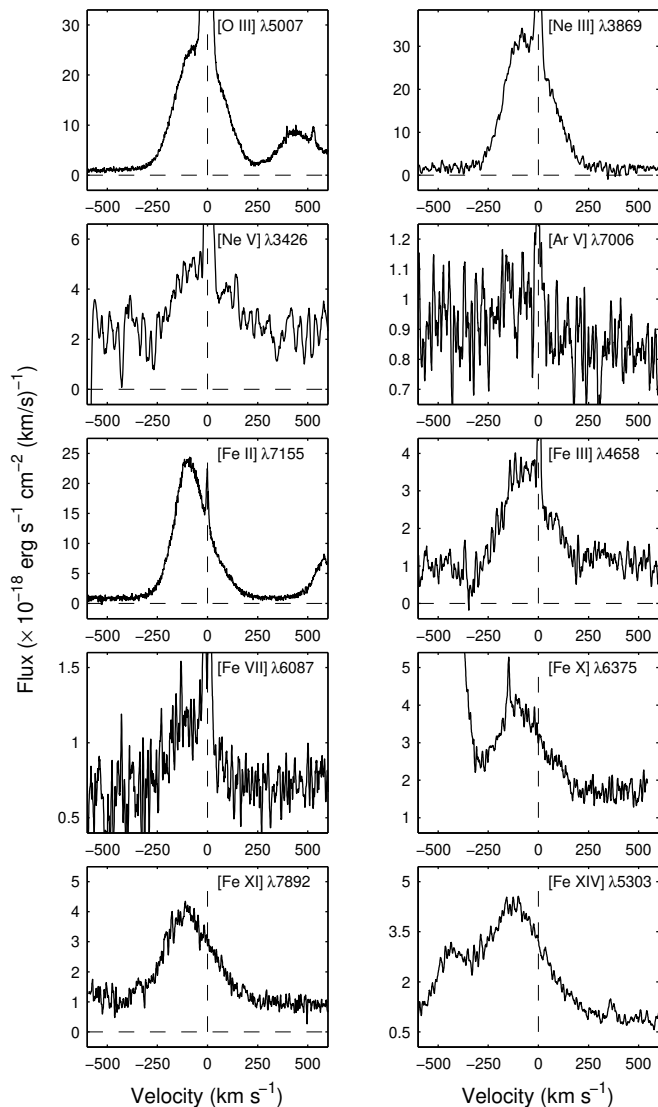 [O III] λ5007
30
20
10
0
−500 −250 0 250 500
[Ne III] λ3869
30
20
10
0
−500 −250 0 250 500
[Ne V] λ3426
6
4
2
0
−500 −250 0 250 500
[Ar V] λ7006
1.2
1.1
1
0.9
0.8
0.7
−500 −250 0 250 500
[Fe II] λ7155
25
20
15
10
5
0
−500 −250 0 250 500
[Fe III] λ4658
4
3
2
1
0
−500 −250 0 250 500
[Fe VII] λ6087
1.5
1
0.5
−500 −250 0 250 500
[Fe X] λ6375
5
4
3
2
1
−500 −250 0 250 500
[Fe XI] λ7892
5
4
3
2
1
0
−500 −250 0 250 500
[Fe XIV] λ5303
5
3.5
2
0.5
−500 −250 0 250 500
Flux (× 10⁻¹⁸ erg s⁻¹ cm⁻² (km/s)⁻¹)
Velocity (km s⁻¹)
Velocity (km s⁻¹)